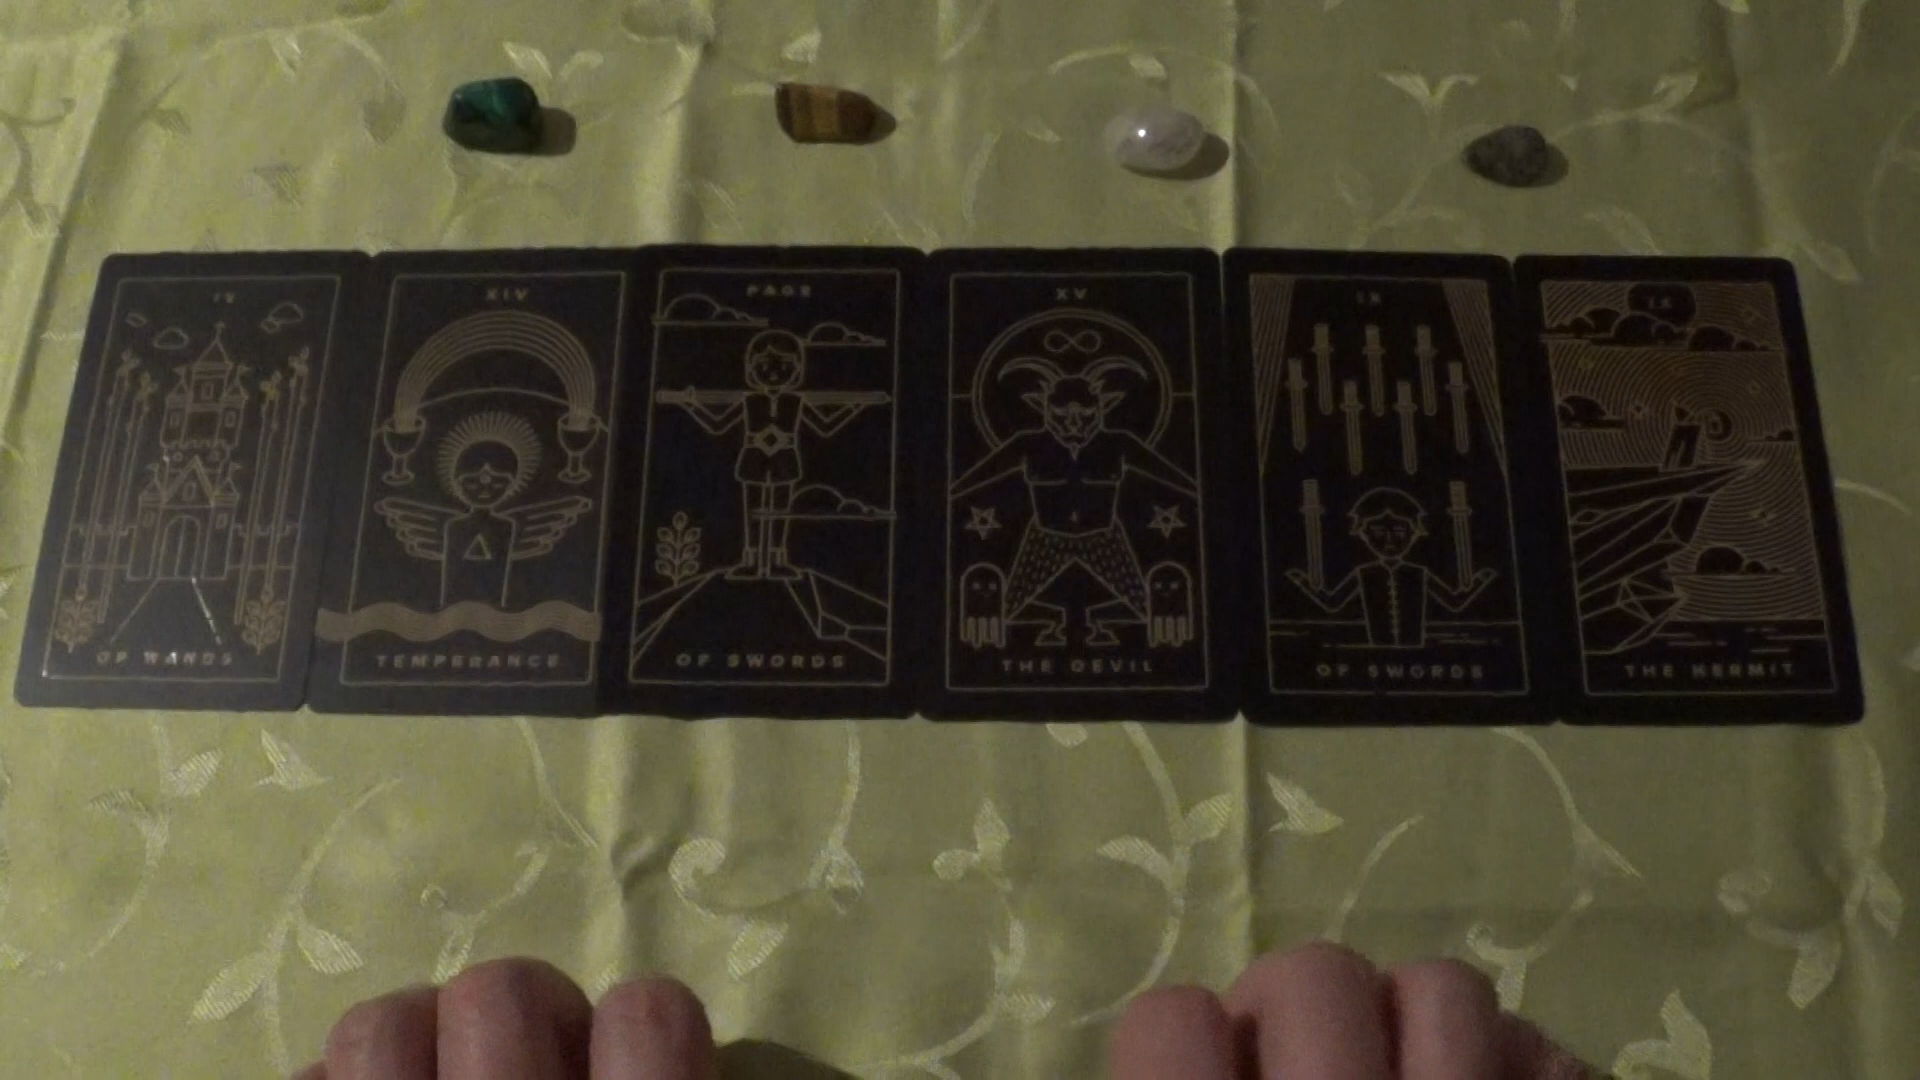 IV
OF WANDS
XIV
TEMPERANCE
PAGE
OF SWORDS
XV
THE DEVIL
IX
OF SWORDS
IX
THE HERMIT